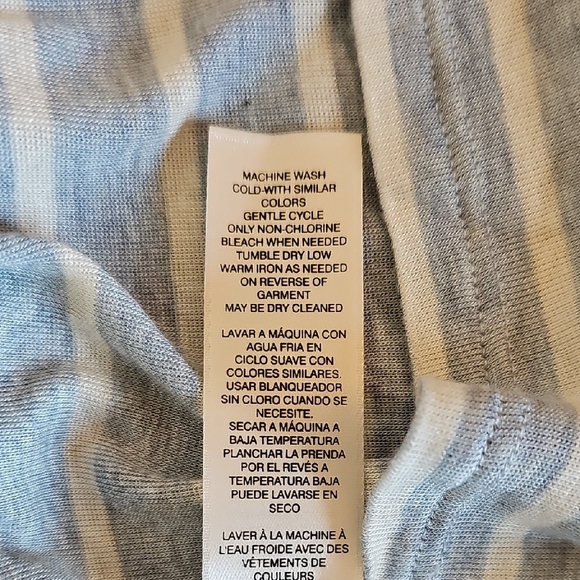 MACHINE WASH
COLD-WITH SIMILAR
COLORS
GENTLE CYCLE
ONLY NON-CHLORINE
BLEACH WHEN NEEDED
TUMBLE DRY LOW
WARM IRON AS NEEDED
ON REVERSE OF
GARMENT
MAY BE DRY CLEANED
LAVAR A MÁQUINA CON
AGUA FRIA EN
CICLO SUAVE CON
COLORES SIMILARES.
USAR BLANQUEADOR
SIN CLORO CUANDO SE
NECESITE.
SECAR A MÁQUINA A
BAJA TEMPERATURA
PLANCHAR LA PRENDA
POR EL REVÉS A
TEMPERATURA BAJA
PUEDE LAVARSE EN
SECO
LAVER À LA MACHINE À
L'EAU FROIDE AVEC DES
VÊTEMENTS DE
COULEURS